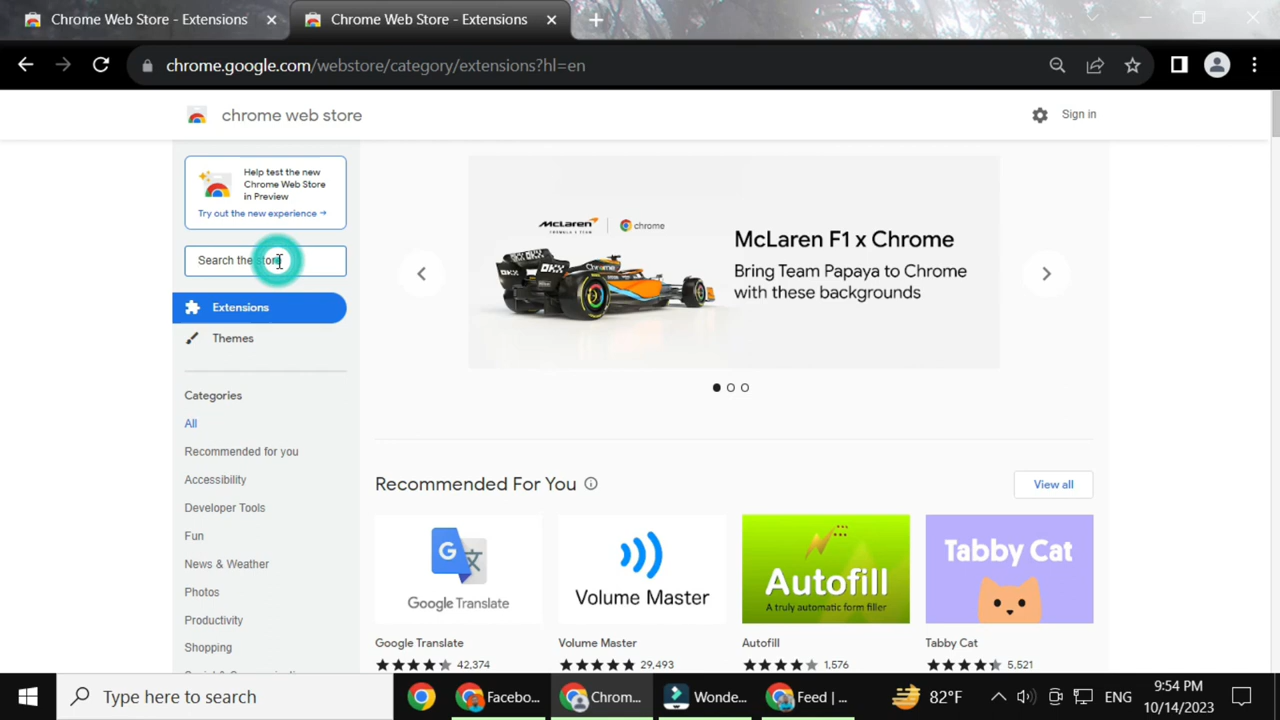 Chrome Web Store - Extensions
Chrome Web Store - Extensions
chrome.google.com/webstore/category/extensions?hl=en
chrome web store
Sign in
Help test the new
Chrome Web Store
in Preview
Try out the new experience →
Search the store
Extensions
Themes
Categories
All
Recommended for you
Accessibility
Developer Tools
Fun
News & Weather
Photos
Productivity
Shopping
McLaren
chrome
OKX
Chrome
McLaren F1 x Chrome
Bring Team Papaya to Chrome
with these backgrounds
Recommended For You
View all
G
Google Translate
Volume Master
Autofill
A truly automatic form filler
Tabby Cat
Google Translate
Volume Master
Autofill
Tabby Cat
42,374
29,493
1,576
5,521
Type here to search
Facebo...
Chrom...
Wonde...
Feed | ...
82°F
ENG
9:54 PM
10/14/2023